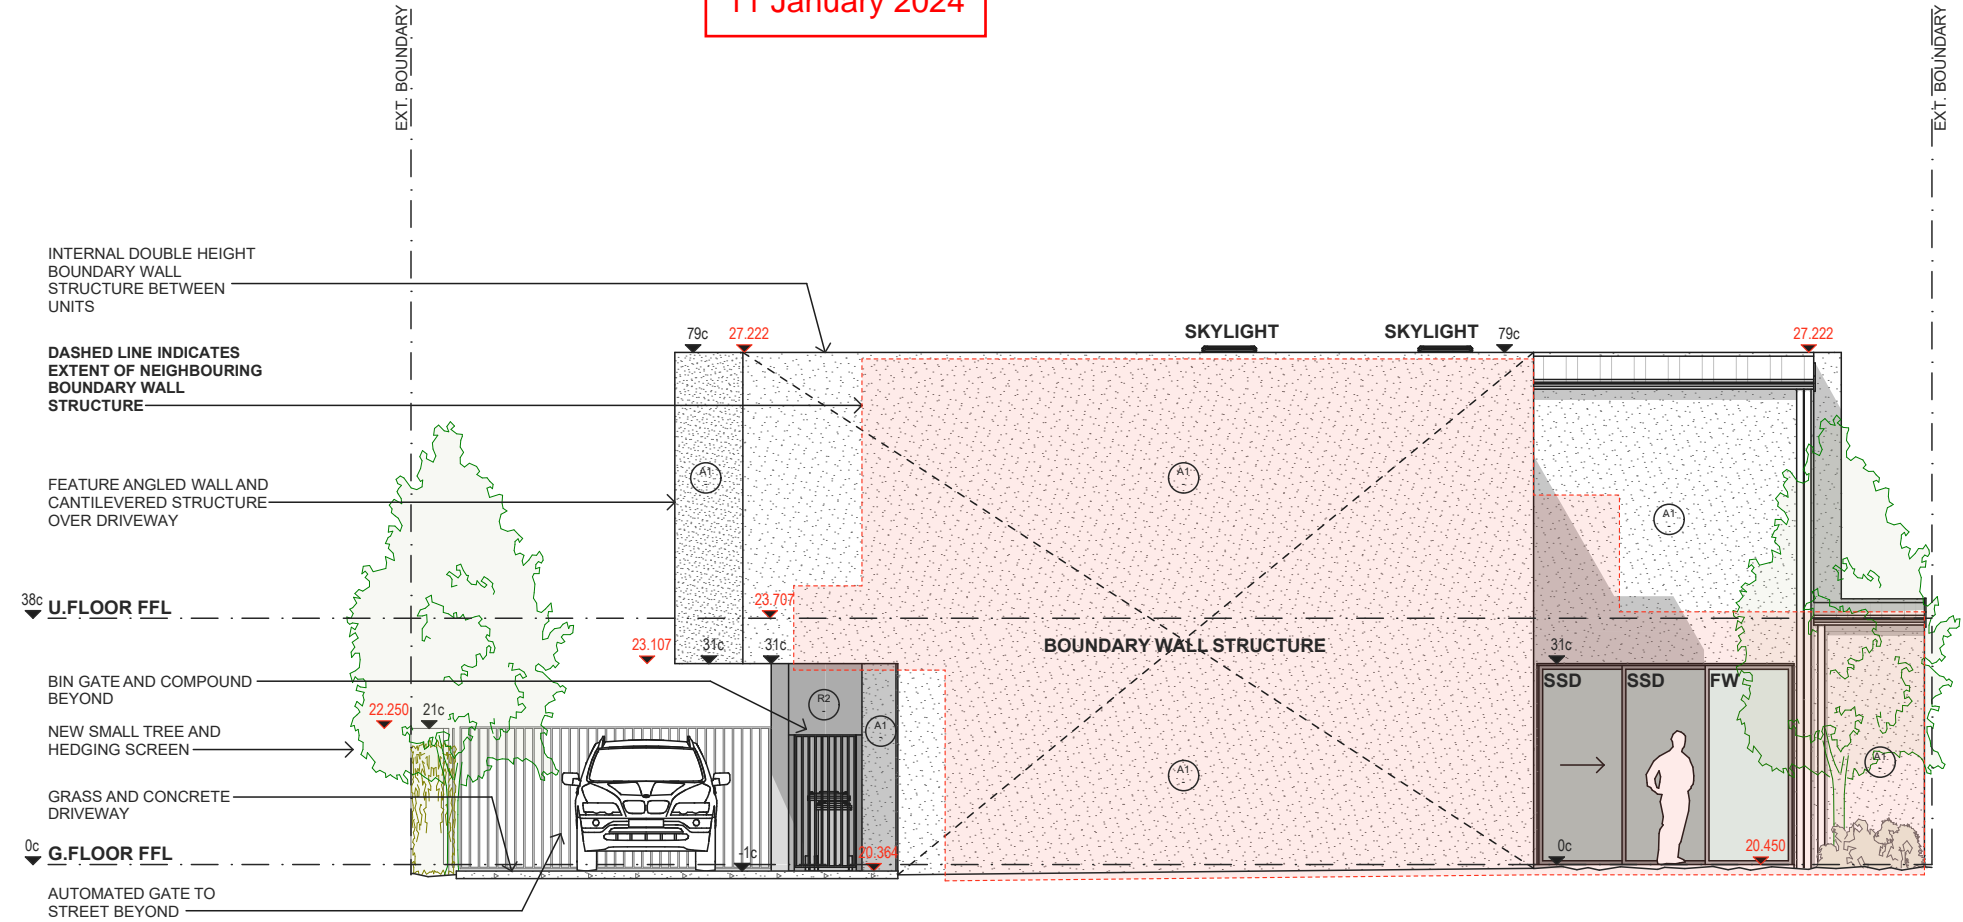 11 January 2024
EXT. BOUNDARY
EXT. BOUNDARY
INTERNAL DOUBLE HEIGHT
BOUNDARY WALL
STRUCTURE BETWEEN
UNITS
DASHED LINE INDICATES
EXTENT OF NEIGHBOURING
BOUNDARY WALL
STRUCTURE
FEATURE ANGLED WALL AND
CANTILEVERED STRUCTURE
OVER DRIVEWAY
38c
U.FLOOR FFL
BIN GATE AND COMPOUND
BEYOND
NEW SMALL TREE AND
HEDGING SCREEN
GRASS AND CONCRETE
DRIVEWAY
0c
G.FLOOR FFL
AUTOMATED GATE TO
STREET BEYOND
79c
27.222
SKYLIGHT
SKYLIGHT
79c
27.222
A1
A1
A1
23.707
23.107
31c
31c
BOUNDARY WALL STRUCTURE
31c
SSD
SSD
FW
R2
22.250
21c
A1
A1
A1
-1c
20.364
0c
20.450